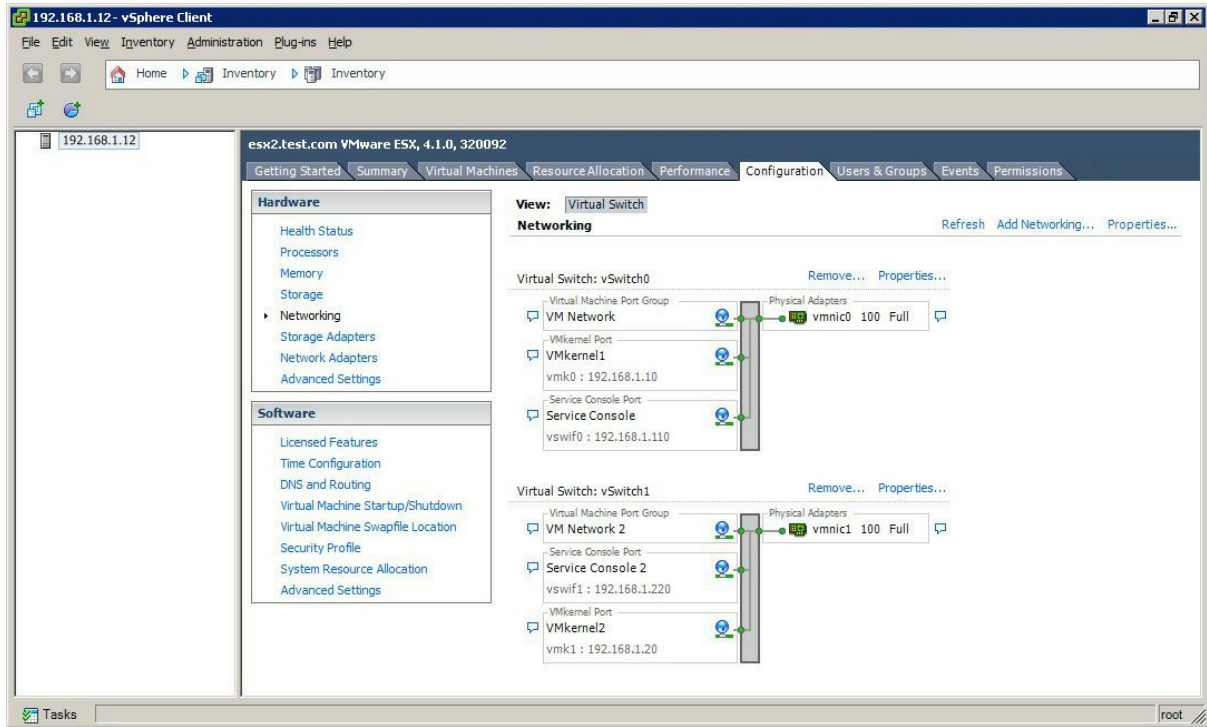 192.168.1.12- vSphere Client
File Edit View Inventory Administration Plug-ins Help
Home Inventory Inventory
192.168.1.12
esx2.test.com VMware ESX, 4.1.0, 320092
Getting Started Summary Virtual Machines Resource Allocation Performance Configuration Users & Groups Events Permissions
Hardware
Health Status
Processors
Memory
Storage
Networking
Storage Adapters
Network Adapters
Advanced Settings
Software
Licensed Features
Time Configuration
DNS and Routing
Virtual Machine Startup/Shutdown
Virtual Machine Swapfile Location
Security Profile
System Resource Allocation
Advanced Settings
View: Virtual Switch
Networking Refresh Add Networking... Properties...
Virtual Switch: vSwitch0 Remove... Properties...
Virtual Machine Port Group Physical Adapters
VM Network vmnic0 100 Full
VMkernel Port
VMkernel1
vmk0 : 192.168.1.10
Service Console Port
Service Console
vswif0 : 192.168.1.110
Virtual Switch: vSwitch1 Remove... Properties...
Virtual Machine Port Group Physical Adapters
VM Network 2 vmnic1 100 Full
Service Console Port
Service Console 2
vswif1 : 192.168.1.220
VMkernel Port
VMkernel2
vmk1 : 192.168.1.20
Tasks root